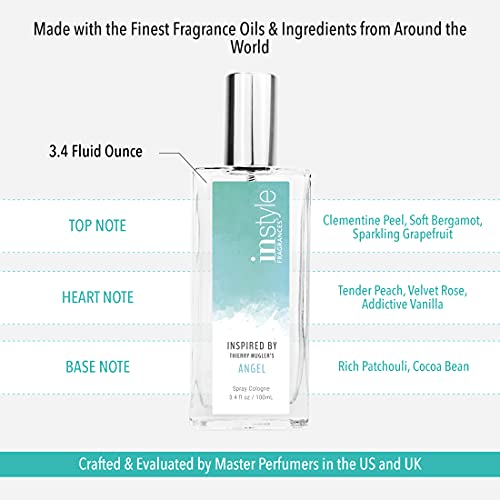 Made with the Finest Fragrance Oils & Ingredients from Around the
World
3.4 Fluid Ounce
instyle
FRAGRANCES
TOP NOTE
Clementine Peel, Soft Bergamot,
Sparkling Grapefruit
HEART NOTE
Tender Peach, Velvet Rose,
Addictive Vanilla
INSPIRED BY
THIERRY MUGLER'S
ANGEL
BASE NOTE
Rich Patchouli, Cocoa Bean
Spray Cologne
3.4 fl oz / 100mL
Crafted & Evaluated by Master Perfumers in the US and UK